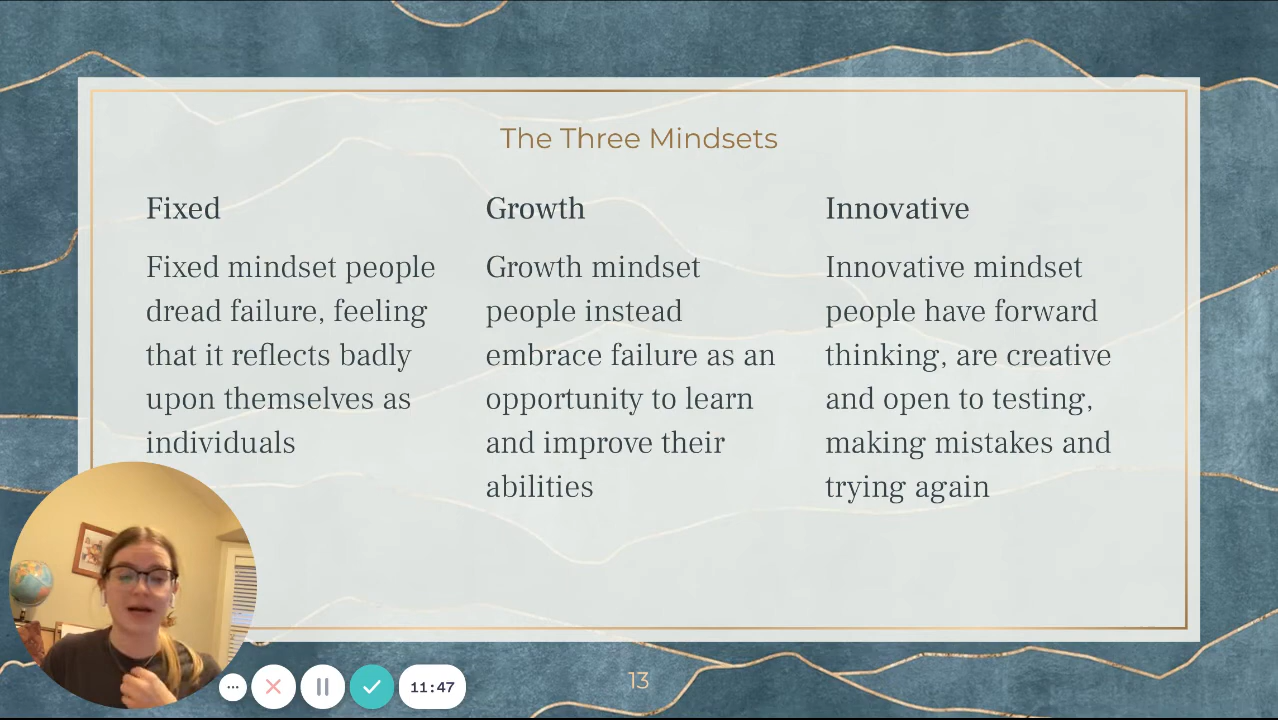 The Three Mindsets
Fixed
Fixed mindset people
dread failure, feeling
that it reflects badly
upon themselves as
individuals
Growth
Growth mindset
people instead
embrace failure as an
opportunity to learn
and improve their
abilities
Innovative
Innovative mindset
people have forward
thinking, are creative
and open to testing,
making mistakes and
trying again
11:47
13